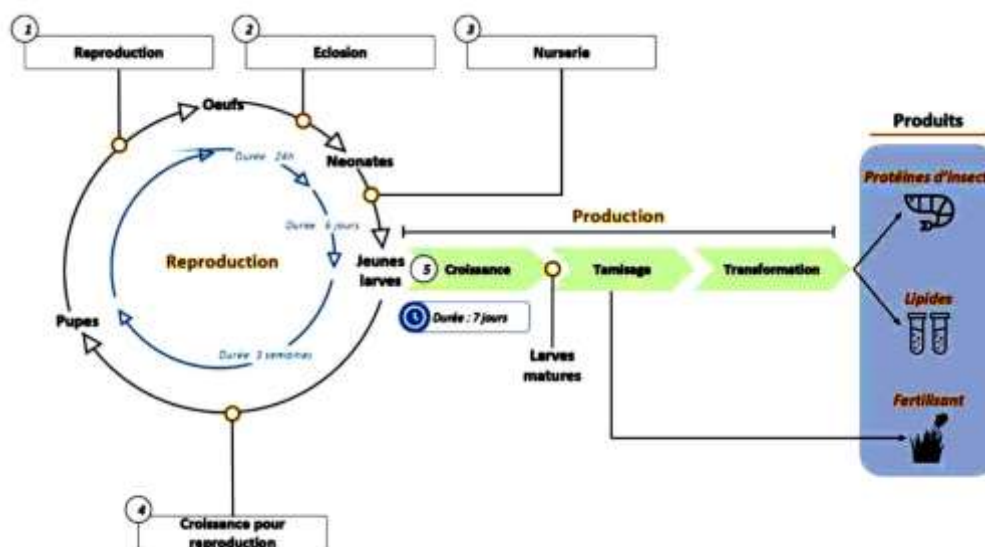 1
Reproduction
2
Eclosion
3
Nurserie
Oeufs
Neonates
Durée 24h
Durée 6 jours
Reproduction
Jeunes
larves
Pupes
Durée 3 semaines
4
Croissance pour
reproduction
Production
5
Croissance
Tamisage
Transformation
Durée : 7 jours
Larves
matures
Produits
Protéines d'insect
Lipides
Fertilisant